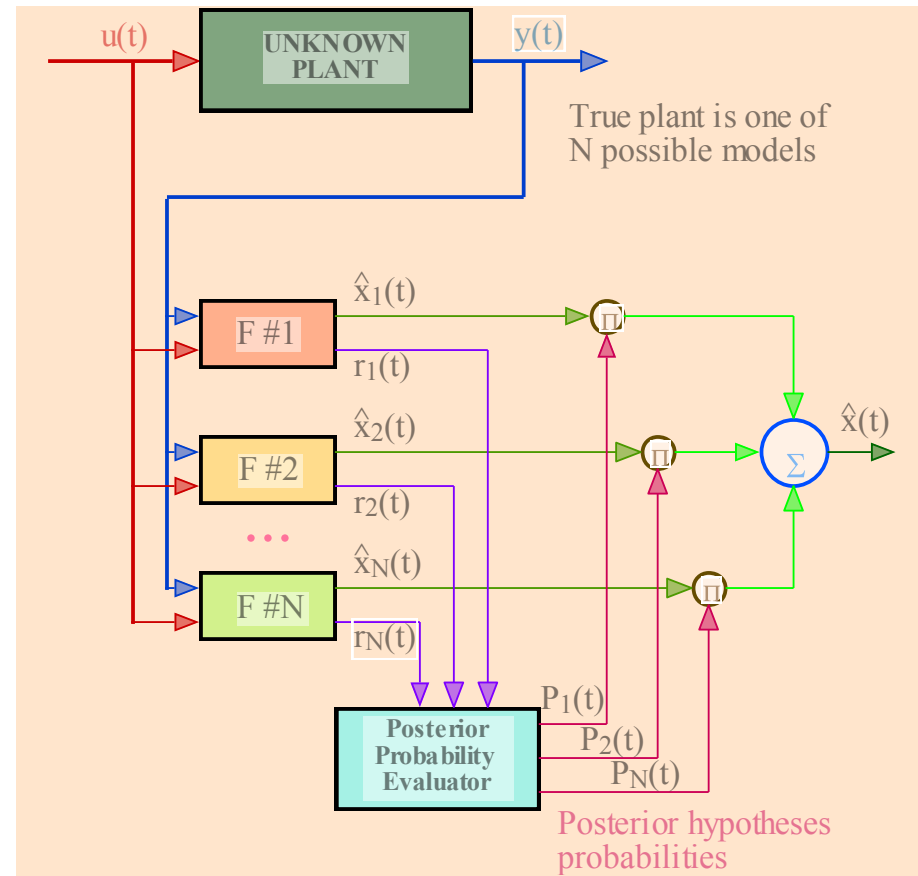 u(t)
UNKNOWN
PLANT
y(t)
True plant is one of
N possible models
F #1
x̂1(t)
r1(t)
Π
F #2
x̂2(t)
r2(t)
Π
Σ
x̂(t)
...
F #N
x̂N(t)
rN(t)
Π
Posterior
Probability
Evaluator
P1(t)
P2(t)
PN(t)
Posterior hypotheses
probabilities